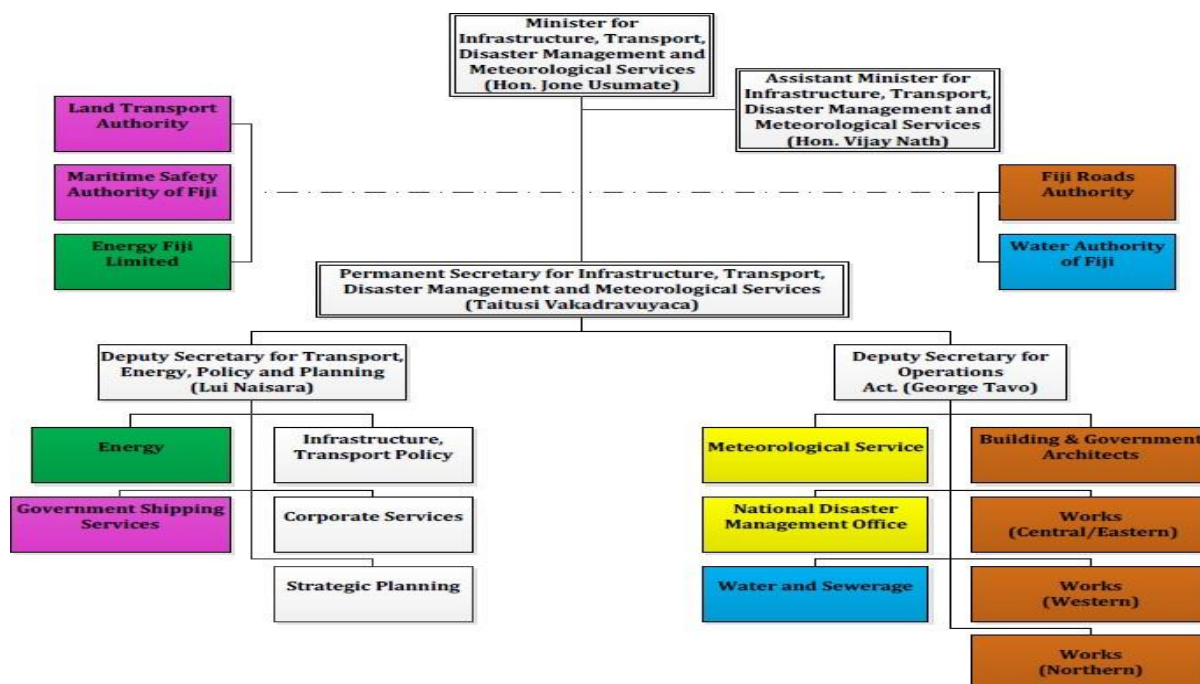 Minister for
Infrastructure, Transport,
Disaster Management and
Meteorological Services
(Hon. Jone Usumate)
Assistant Minister for
Infrastructure, Transport,
Disaster Management and
Meteorological Services
(Hon. Vijay Nath)
Land Transport
Authority
Maritime Safety
Authority of Fiji
Energy Fiji
Limited
Fiji Roads
Authority
Water Authority
of Fiji
Permanent Secretary for Infrastructure, Transport,
Disaster Management and Meteorological Services
(Taitusi Vakadravuyaca)
Deputy Secretary for Transport,
Energy, Policy and Planning
(Lui Naisara)
Energy
Infrastructure,
Transport Policy
Government Shipping
Services
Corporate Services
Strategic Planning
Deputy Secretary for
Operations
Act. (George Tavo)
Meteorological Service
Building & Government
Architects
National Disaster
Management Office
Works
(Central/Eastern)
Water and Sewerage
Works
(Western)
Works
(Northern)